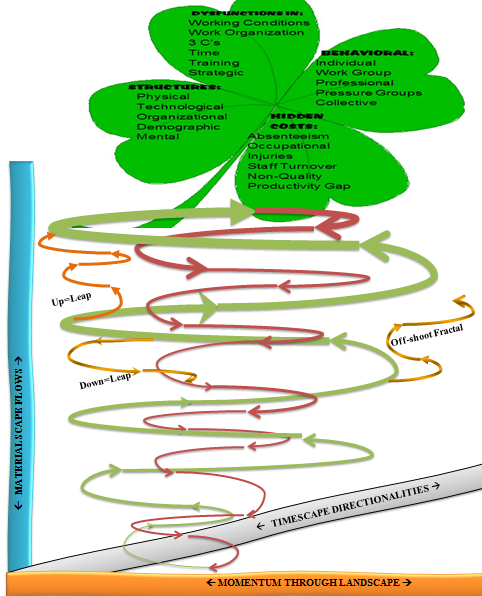 DYSFUNCTIONS IN:
Working Conditions
Work Organization
3 C's
Time
Training
Strategic
BEHAVIORAL:
Individual
Work Group
Professional
Pressure Groups
Collective
STRUCTURES:
Physical
Technological
Organizational
Demographic
Mental
HIDDEN
COSTS:
Absenteeism
Occupational
Injuries
Staff Turnover
Non-Quality
Productivity Gap
Up=Leap
Down=Leap
Off-shoot Fractal
← MATERIALSCAPE FLOWS →
← TIMESCAPE DIRECTIONALITIES →
← MOMENTUM THROUGH LANDSCAPE →